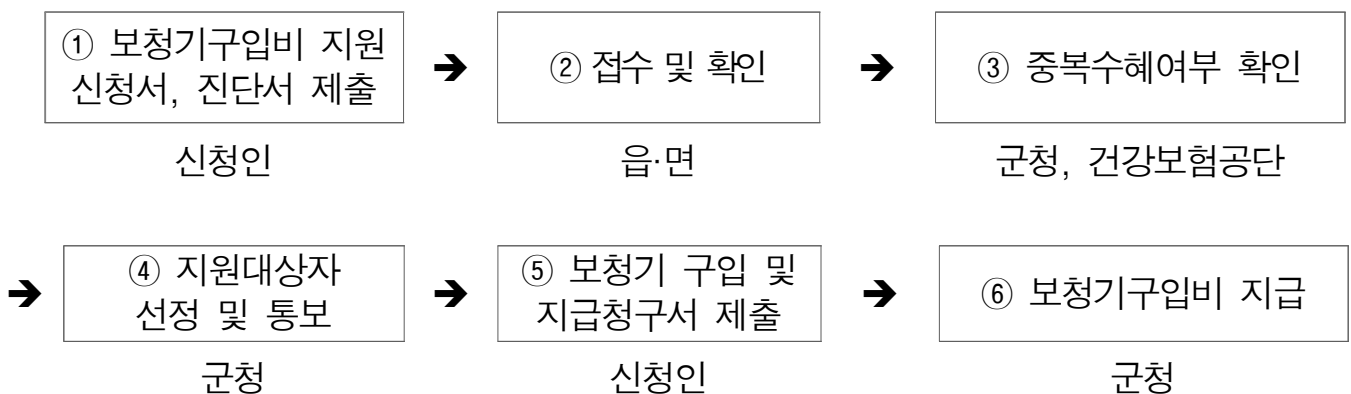 ① 보청기구입비 지원
신청서, 진단서 제출
➔
② 접수 및 확인
➔
③ 중복수혜여부 확인
신청인
읍·면
군청, 건강보험공단
➔
④ 지원대상자
선정 및 통보
➔
⑤ 보청기 구입 및
지급청구서 제출
➔
⑥ 보청기구입비 지급
군청
신청인
군청